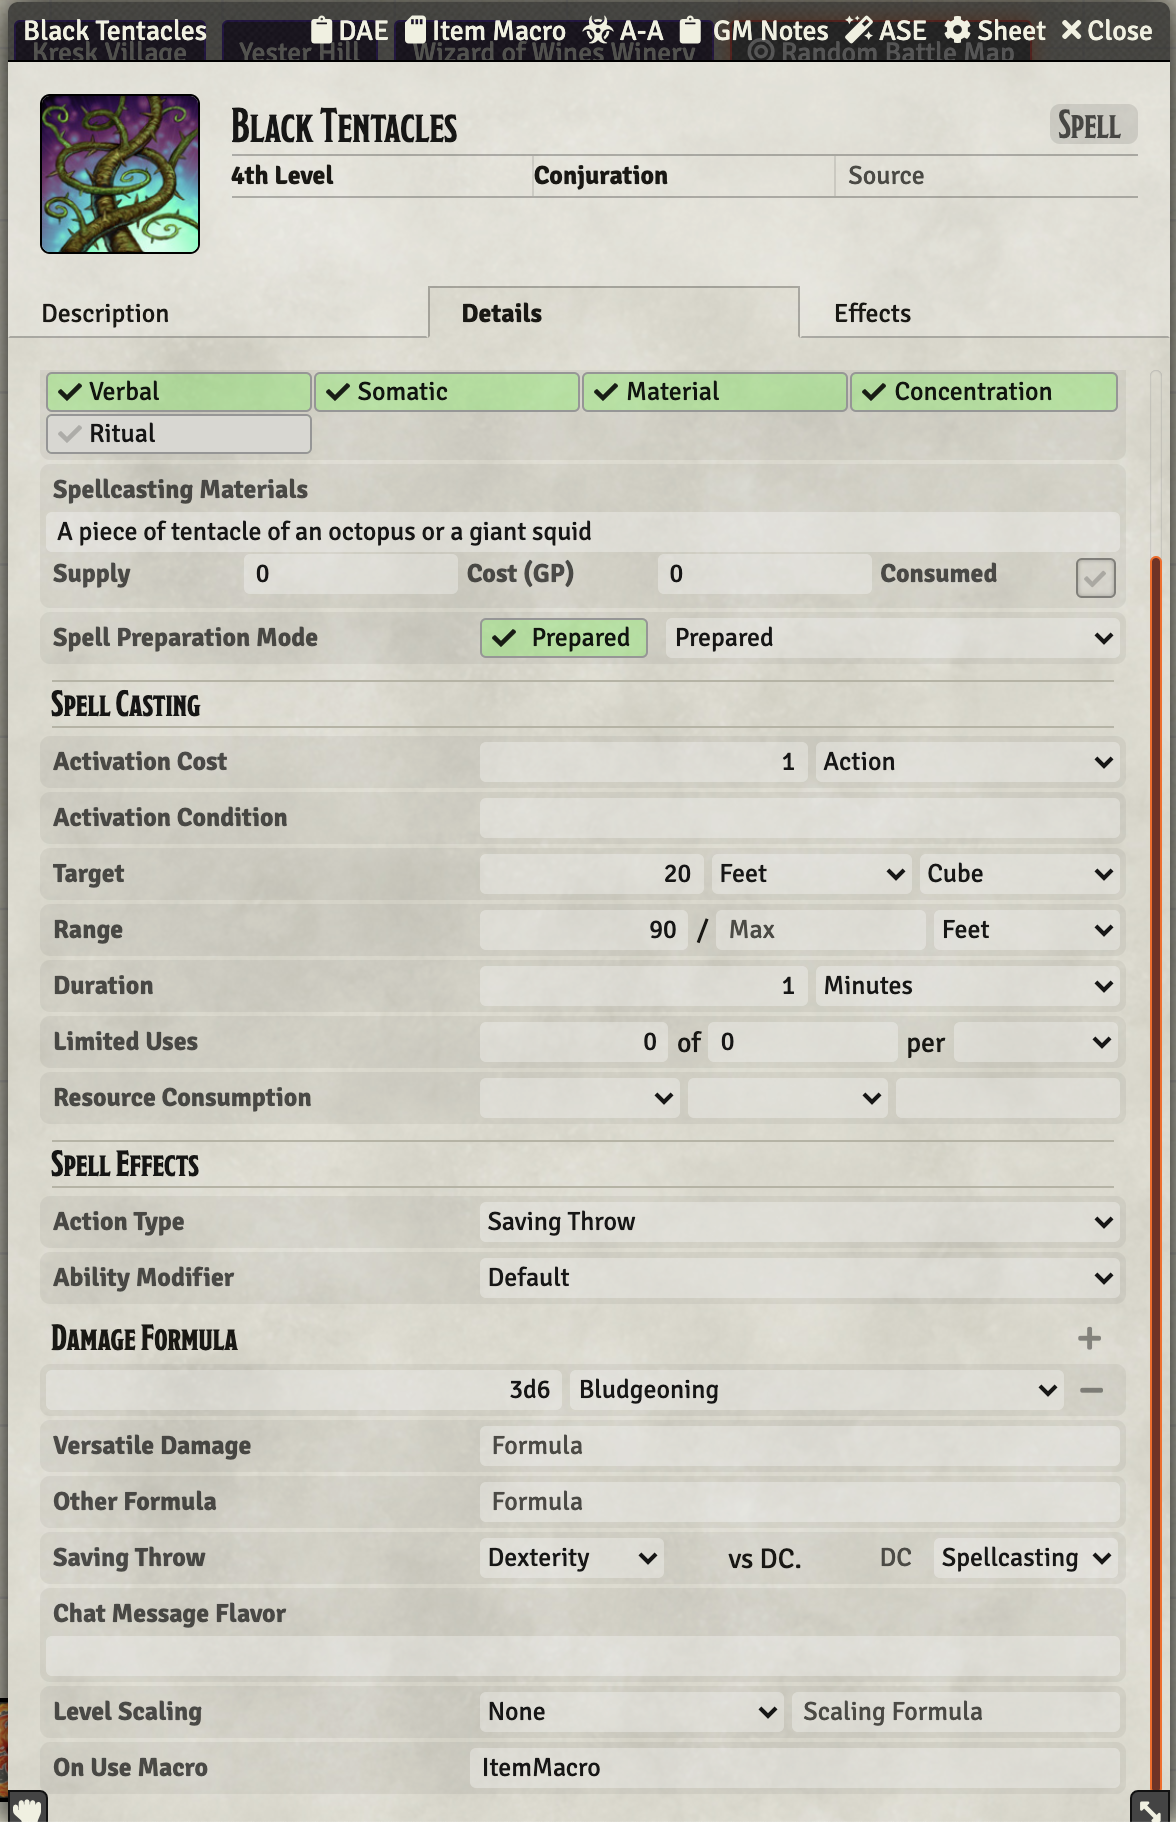 Black Tentacles DAE Item Macro A-A GM Notes ASE Sheet Close
Kresk Village Yester Hill Wizard of Wines Winery Random Battle Map
Black Tentacles Spell
4th Level Conjuration Source
Description Details Effects
Verbal Somatic Material Concentration
Ritual
Spellcasting Materials
A piece of tentacle of an octopus or a giant squid
Supply 0 Cost (GP) 0 Consumed
Spell Preparation Mode Prepared Prepared
Spell Casting
Activation Cost 1 Action
Activation Condition
Target 20 Feet Cube
Range 90 / Max Feet
Duration 1 Minutes
Limited Uses 0 of 0 per
Resource Consumption
Spell Effects
Action Type Saving Throw
Ability Modifier Default
Damage Formula
3d6 Bludgeoning
Versatile Damage Formula
Other Formula Formula
Saving Throw Dexterity vs DC. DC Spellcasting
Chat Message Flavor
Level Scaling None Scaling Formula
On Use Macro ItemMacro